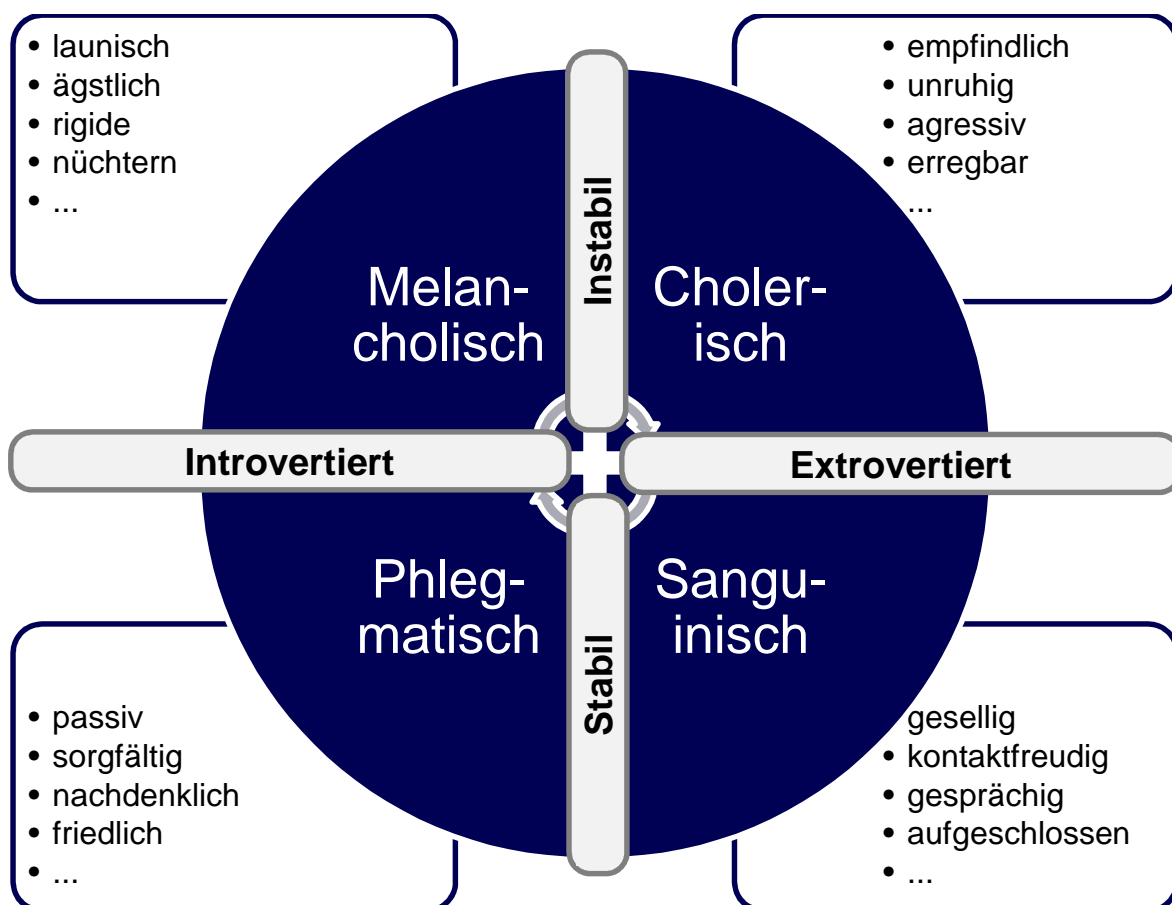 • launisch
• ägstlich
• rigide
• nüchtern
• ...
• empfindlich
• unruhig
• agressiv
• erregbar
...
Melan-
cholisch
Instabil
Choler-
isch
Introvertiert
Extrovertiert
Phleg-
matisch
Stabil
Sangu-
inisch
• passiv
• sorgfältig
• nachdenklich
• friedlich
• ...
gesellig
• kontaktfreudig
• gesprächig
• aufgeschlossen
• ...